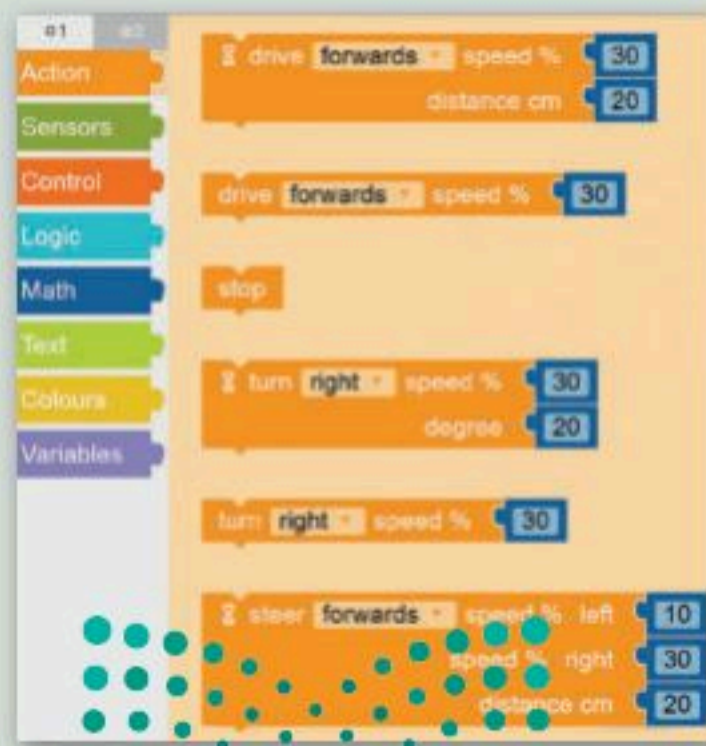 Action
Sensors
Control
Logic
Math
Text
Colours
Variables
drive forwards speed % 30
distance cm 20
drive forwards speed % 30
stop
turn right speed % 30
degree 20
turn right speed % 30
steer forwards speed % left 10
speed % right 30
distance cm 20